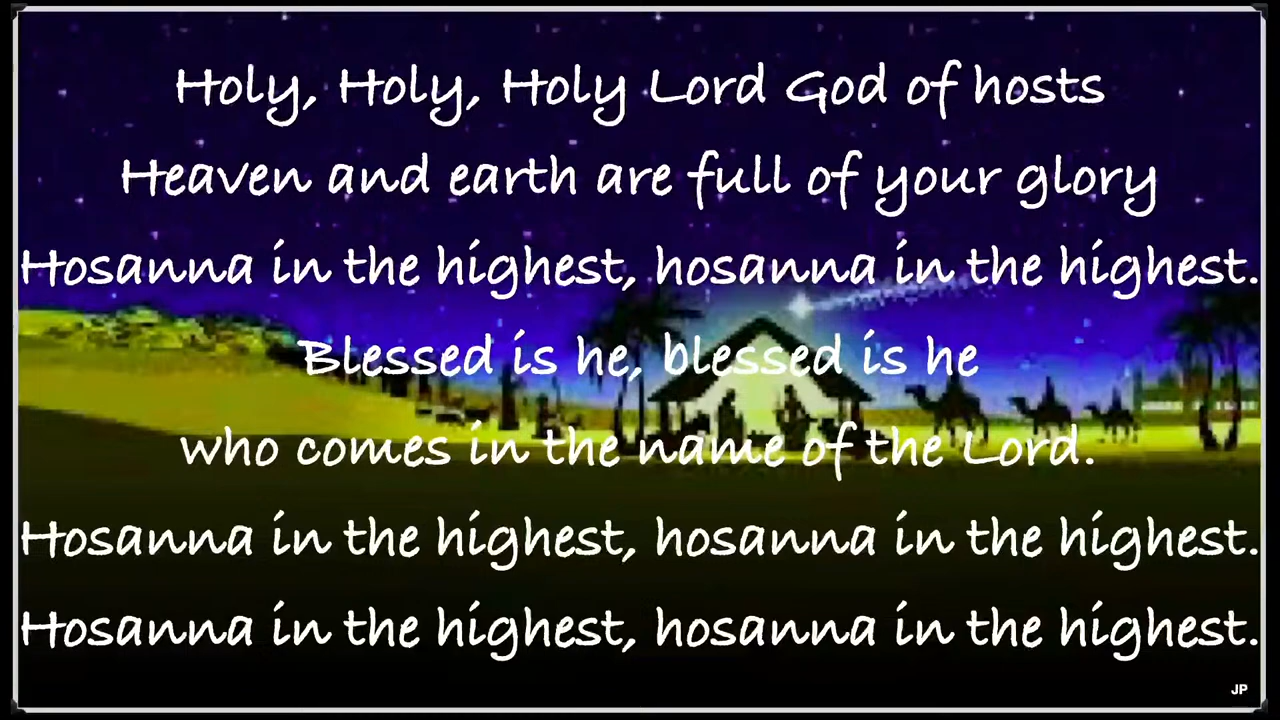 Holy, Holy, Holy Lord God of hosts
Heaven and earth are full of your glory
Hosanna in the highest, hosanna in the highest.
Blessed is he, blessed is he
who comes in the name of the Lord.
Hosanna in the highest, hosanna in the highest.
Hosanna in the highest, hosanna in the highest.
JP